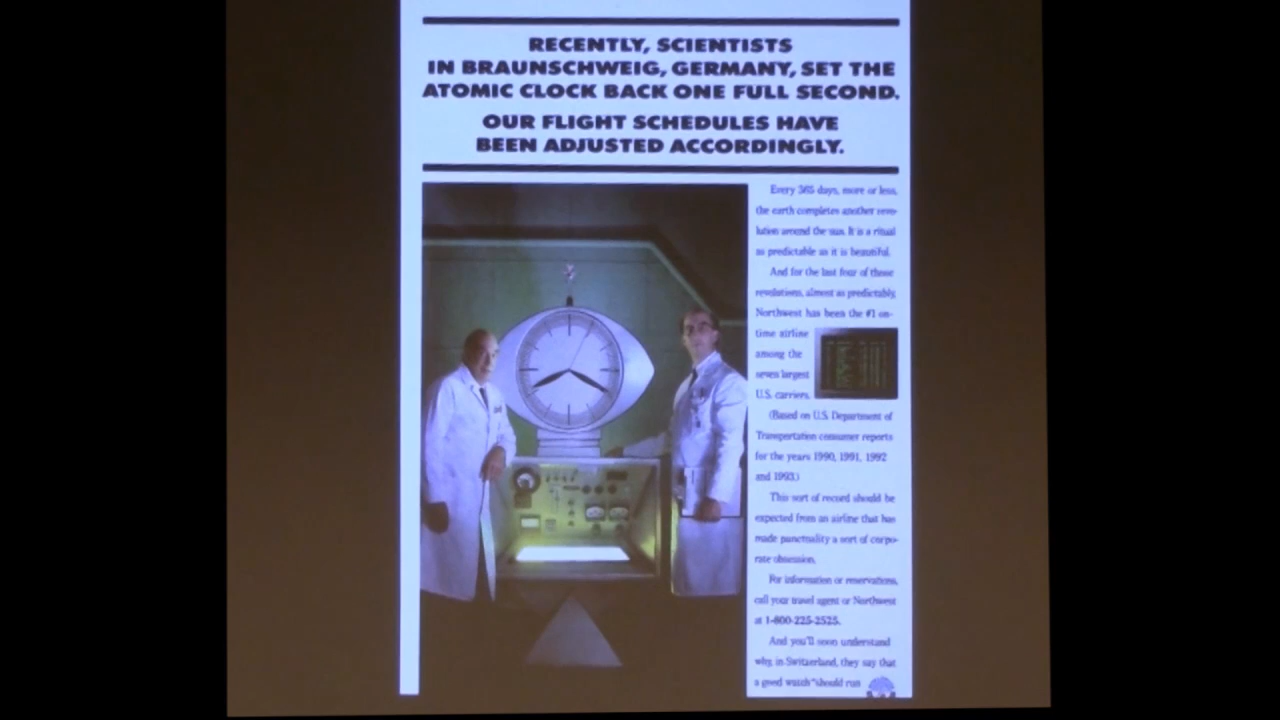 RECENTLY, SCIENTISTS
IN BRAUNSCHWEIG, GERMANY, SET THE
ATOMIC CLOCK BACK ONE FULL SECOND.
OUR FLIGHT SCHEDULES HAVE
BEEN ADJUSTED ACCORDINGLY.
Every 365 days, more or less,
the earth completes another revo-
lution around the sun. It is a ritual
as predictable as it is beautiful.
And for the last four of those
revolutions, almost as predictably,
Northwest has been the #1 on-
time airline
among the
seven largest
U.S. carriers.
(Based on U.S. Department of
Transportation consumer reports
for the years 1990, 1991, 1992
and 1993.)
This sort of record should be
expected from an airline that has
made punctuality a sort of corpo-
rate obsession.
For information or reservations,
call your travel agent or Northwest
at 1-800-225-2525.
And you'll soon understand
why, in Switzerland, they say that
a good watch "should run